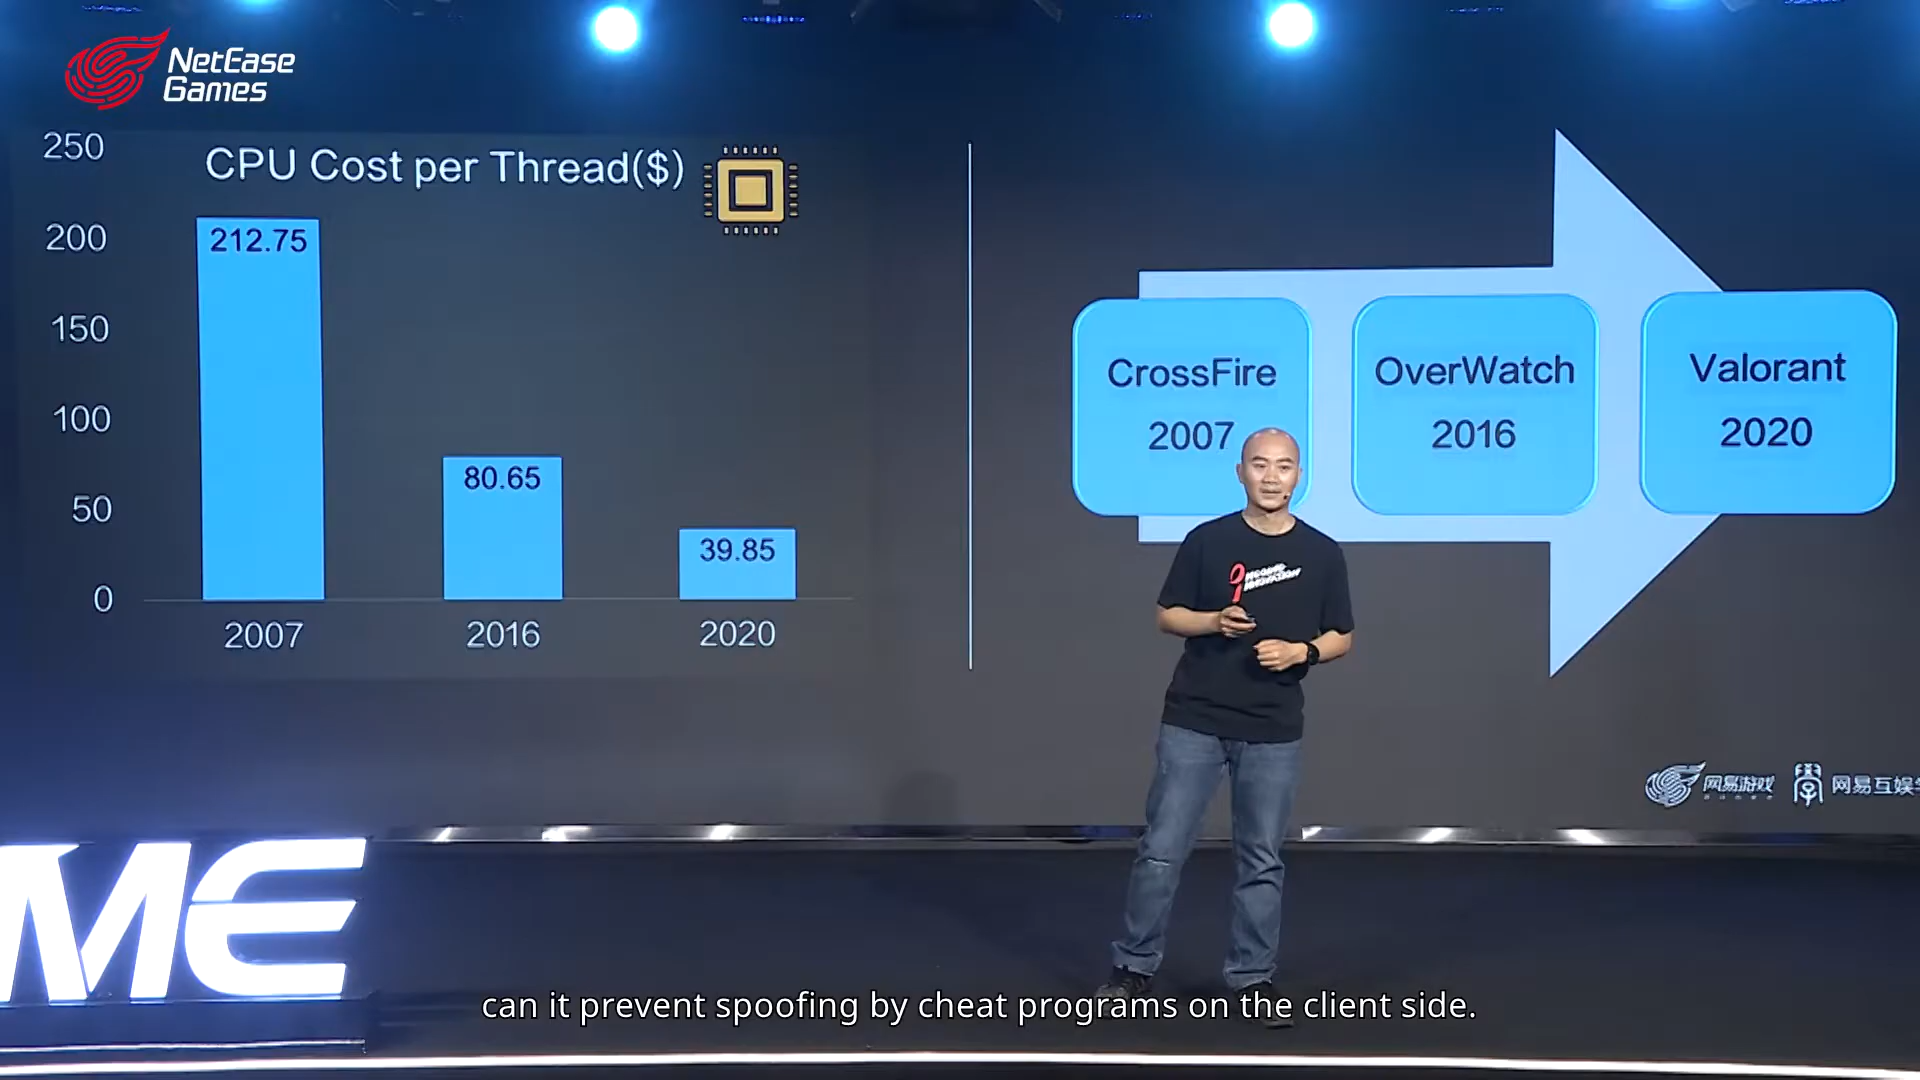 NetEase
Games
CPU Cost per Thread($)
250
200
150
100
50
0
212.75
80.65
39.85
2007
2016
2020
CrossFire
2007
OverWatch
2016
Valorant
2020
网易游戏
网易互娱学
ME
can it prevent spoofing by cheat programs on the client side.